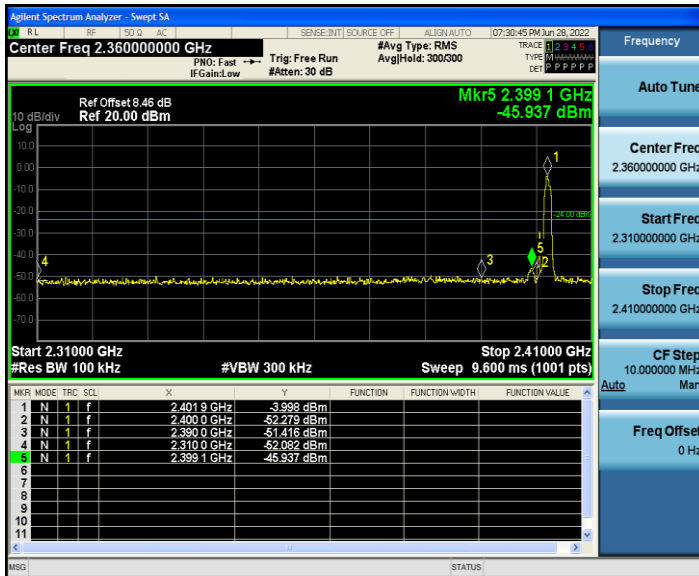 Agilent Spectrum Analyzer - Swept SA
RL RF 50 Ω AC SENSE:INT SOURCE OFF ALIGN AUTO 07:30:45 PM Jun 28, 2022
Center Freq 2.360000000 GHz
PNO: Fast
IFGain:Low
Trig: Free Run
#Atten: 30 dB
#Avg Type: RMS
Avg|Hold: 300/300
TRACE 1 2 3 4 5 6
TYPE M
DET P P P P P P
Mkr5 2.399 1 GHz
-45.937 dBm
Ref Offset 8.46 dB
Ref 20.00 dBm
10 dB/div
Log
10.0
0.00
-10.0
-20.0
-30.0
-40.0
-50.0
-60.0
-70.0
1
-24.00 dBm
5
2
3
4
Start 2.31000 GHz
Stop 2.41000 GHz
#Res BW 100 kHz #VBW 300 kHz Sweep 9.600 ms (1001 pts)
MKR MODE TRC SCL X Y FUNCTION FUNCTION WIDTH FUNCTION VALUE
1 N 1 f 2.401 9 GHz -3.998 dBm
2 N 1 f 2.400 0 GHz -52.279 dBm
3 N 1 f 2.390 0 GHz -51.416 dBm
4 N 1 f 2.310 0 GHz -52.082 dBm
5 N 1 f 2.399 1 GHz -45.937 dBm
6
7
8
9
10
11
MSG STATUS
Frequency
Auto Tune
Center Freq
2.360000000 GHz
Start Freq
2.310000000 GHz
Stop Freq
2.410000000 GHz
CF Step
10.000000 MHz
Auto Man
Freq Offset
0 Hz